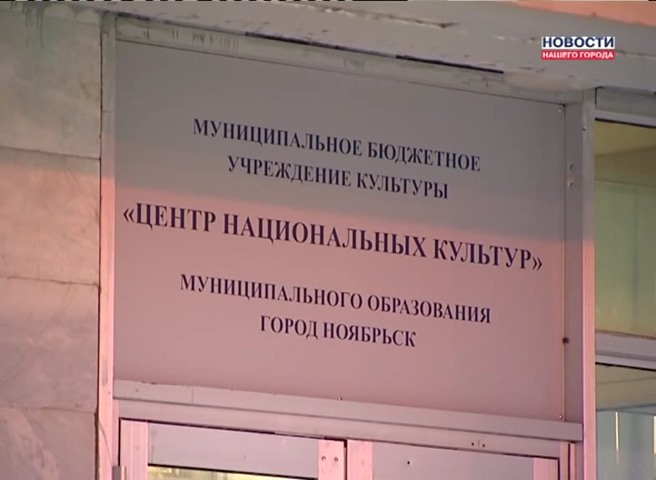 НОВОСТИ
НАШЕГО ГОРОДА
МУНИЦИПАЛЬНОЕ БЮДЖЕТНОЕ
УЧРЕЖДЕНИЕ КУЛЬТУРЫ
«ЦЕНТР НАЦИОНАЛЬНЫХ КУЛЬТУР»
МУНИЦИПАЛЬНОГО ОБРАЗОВАНИЯ
ГОРОД НОЯБРЬСК